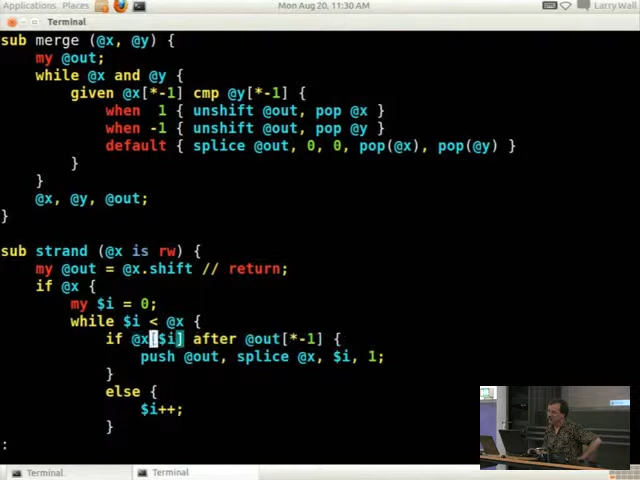 Applications Places Mon Aug 20, 11:30 AM Larry Wall
Terminal
sub merge (@x, @y) {
my @out;
while @x and @y {
given @x[*-1] cmp @y[*-1] {
when 1 { unshift @out, pop @x }
when -1 { unshift @out, pop @y }
default { splice @out, 0, 0, pop(@x), pop(@y) }
}
}
@x, @y, @out;
}
sub strand (@x is rw) {
my @out = @x.shift // return;
if @x {
my $i = 0;
while $i < @x {
if @x[$i] after @out[*-1] {
push @out, splice @x, $i, 1;
}
else {
$i++;
}
:
Terminal Terminal